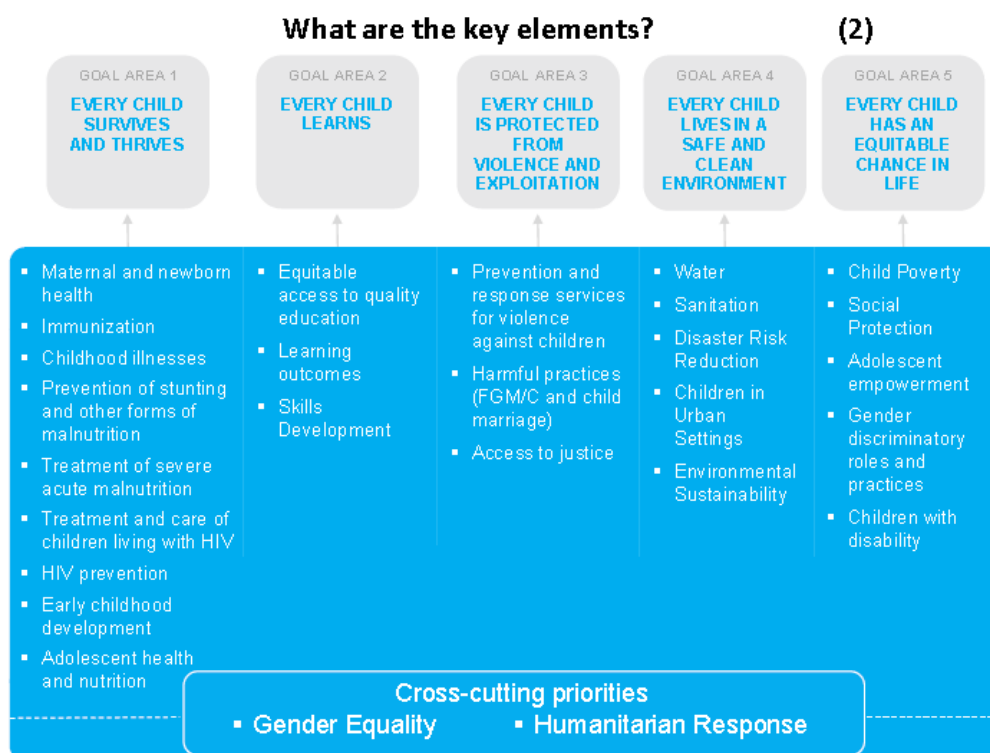 What are the key elements? (2)
GOAL AREA 1
EVERY CHILD
SURVIVES
AND THRIVES
GOAL AREA 2
EVERY CHILD
LEARNS
GOAL AREA 3
EVERY CHILD
IS PROTECTED
FROM
VIOLENCE AND
EXPLOITATION
GOAL AREA 4
EVERY CHILD
LIVES IN A
SAFE AND
CLEAN
ENVIRONMENT
GOAL AREA 5
EVERY CHILD
HAS AN
EQUITABLE
CHANCE IN
LIFE
▪ Maternal and newborn
health
▪ Immunization
▪ Childhood illnesses
▪ Prevention of stunting
and other forms of
malnutrition
▪ Treatment of severe
acute malnutrition
▪ Treatment and care of
children living with HIV
▪ HIV prevention
▪ Early childhood
development
▪ Adolescent health
and nutrition
▪ Equitable
access to quality
education
▪ Learning
outcomes
▪ Skills
Development
▪ Prevention and
response services
for violence
against children
▪ Harmful practices
(FGM/C and child
marriage)
▪ Access to justice
▪ Water
▪ Sanitation
▪ Disaster Risk
Reduction
▪ Children in
Urban
Settings
▪ Environmental
Sustainability
▪ Child Poverty
▪ Social
Protection
▪ Adolescent
empowerment
▪ Gender
discriminatory
roles and
practices
▪ Children with
disability
Cross-cutting priorities
▪ Gender Equality ▪ Humanitarian Response